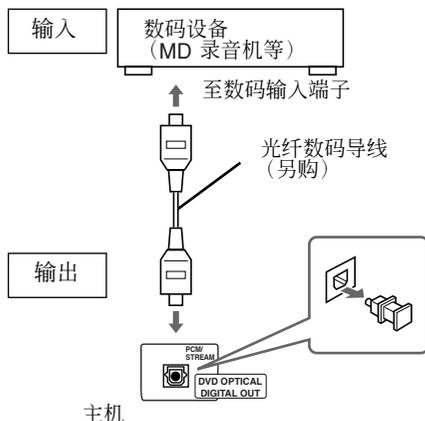 输入
数码设备
（MD 录音机等）
至数码输入端子
光纤数码导线
（另购）
输出
PCM/
STREAM
DVD OPTICAL
DIGITAL OUT
主机